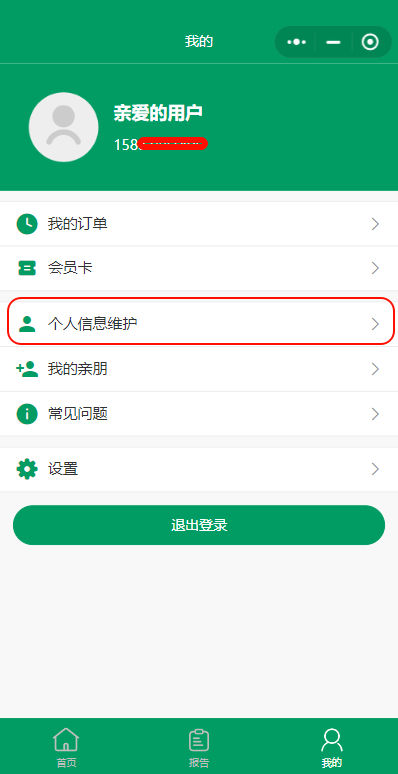 我的
亲爱的用户
158
我的订单
会员卡
个人信息维护
我的亲朋
常见问题
设置
退出登录
首页
报告
我的